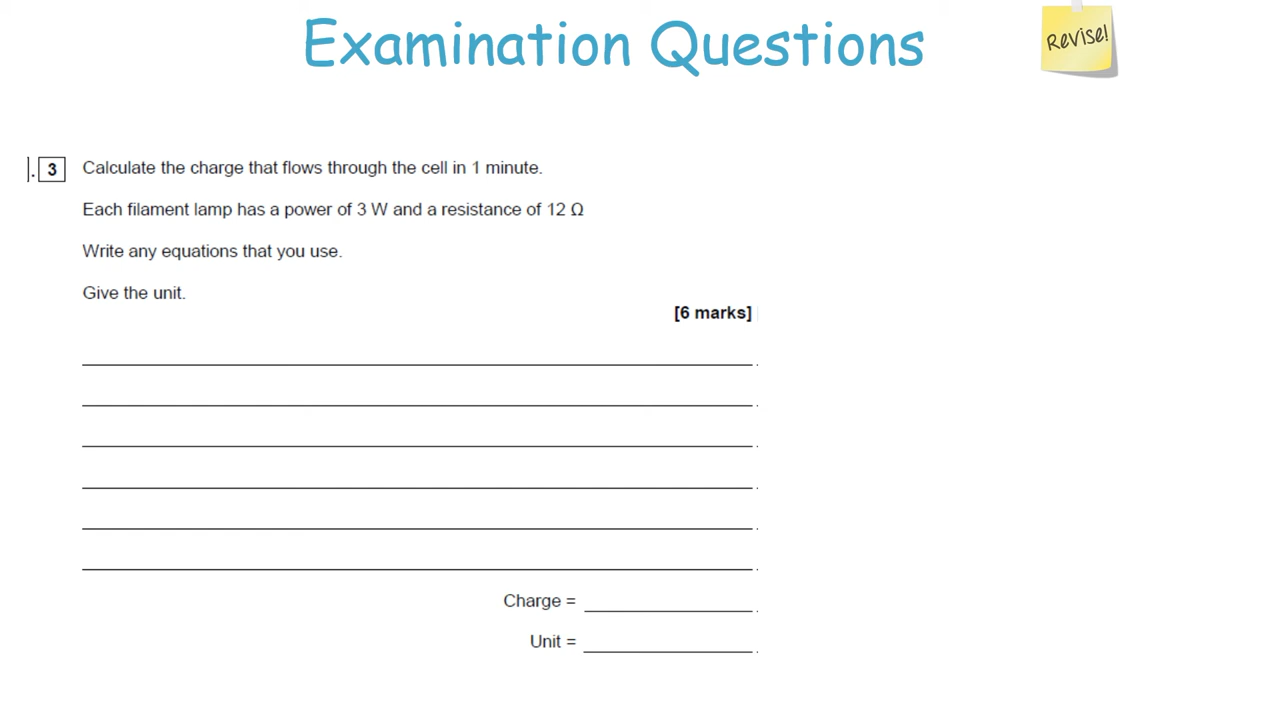 Examination Questions
Revise!
. 3 Calculate the charge that flows through the cell in 1 minute.
Each filament lamp has a power of 3 W and a resistance of 12 Ω
Write any equations that you use.
Give the unit.
[6 marks]
Charge =
Unit =